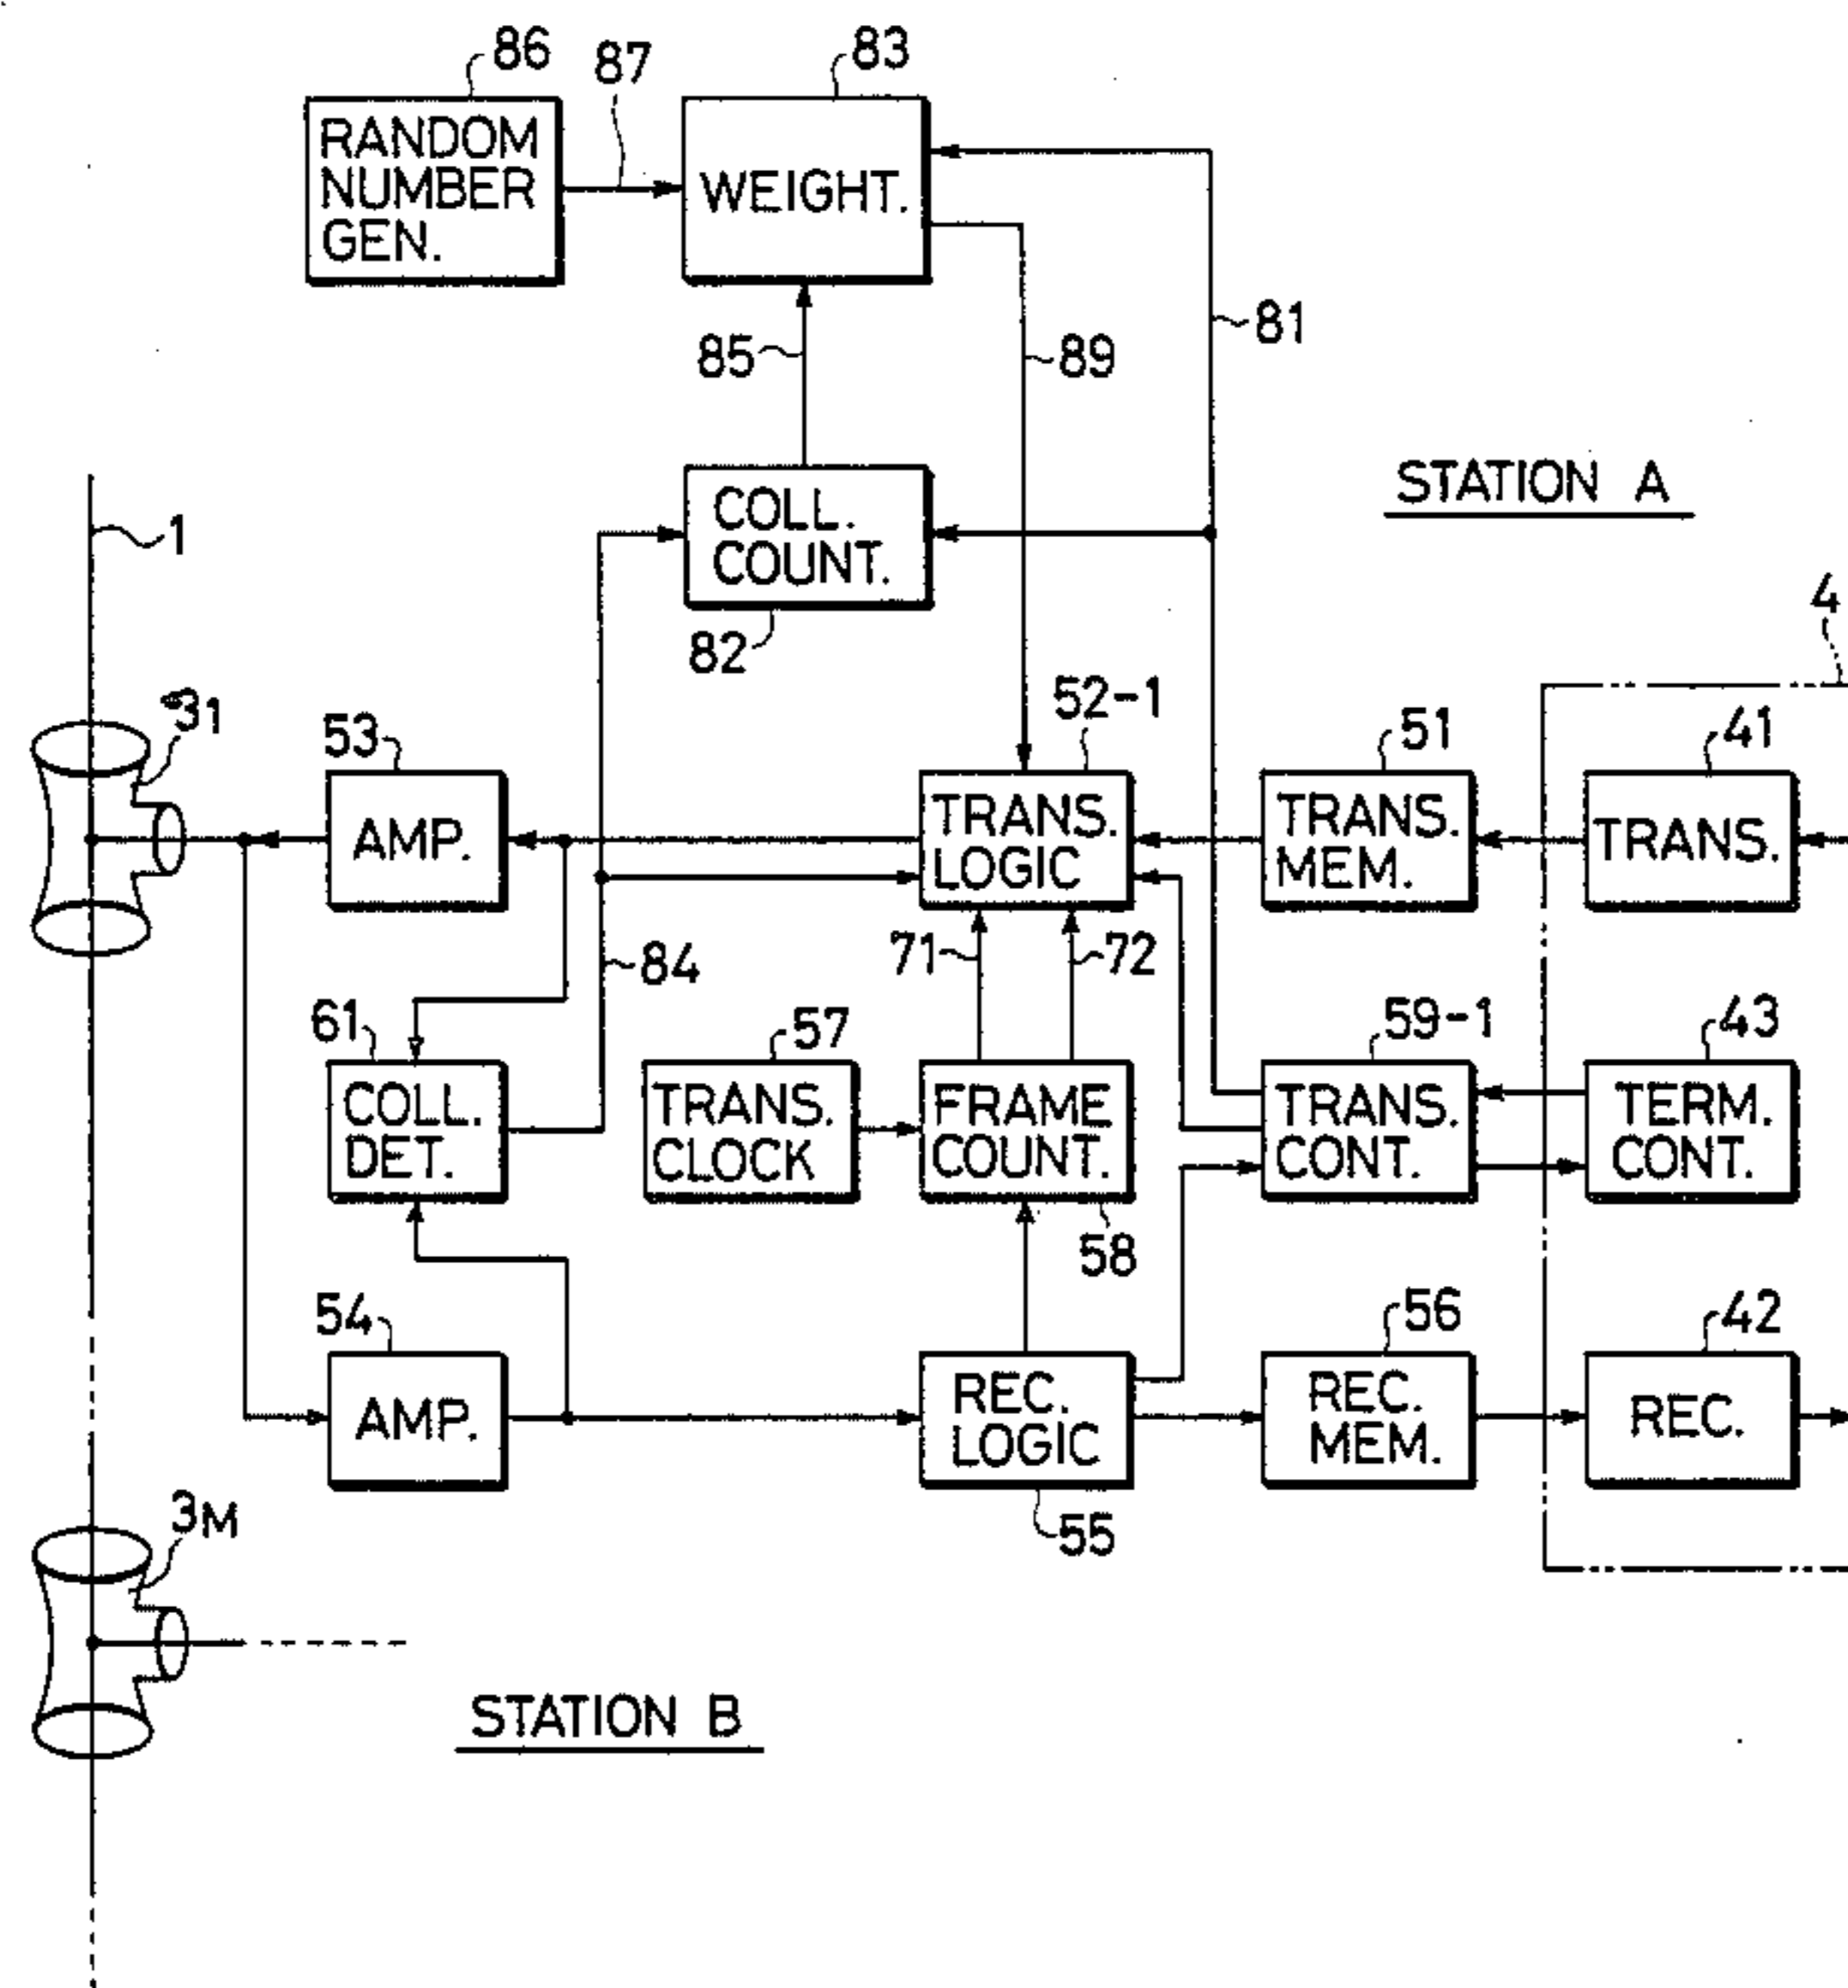 86
87
83
RANDOM
NUMBER
GEN.
WEIGHT.
85
89
81
STATION A
1
COLL.
COUNT.
82
4
31
53
52-1
51
41
AMP.
TRANS.
LOGIC
TRANS.
MEM.
TRANS.
84
71
72
61
57
59-1
43
COLL.
DET.
TRANS.
CLOCK
FRAME
COUNT.
TRANS.
CONT.
TERM.
CONT.
58
54
56
42
AMP.
REC.
LOGIC
REC.
MEM.
REC.
55
3M
STATION B